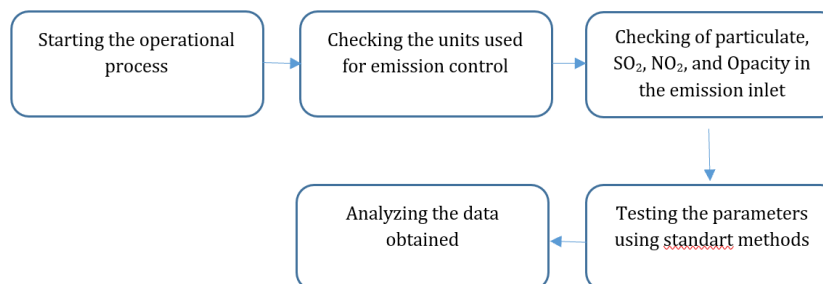 Starting the operational
process
Checking the units used
for emission control
Checking of particulate,
SO₂, NO₂, and Opacity in
the emission inlet
Testing the parameters
using standart methods
Analyzing the data
obtained